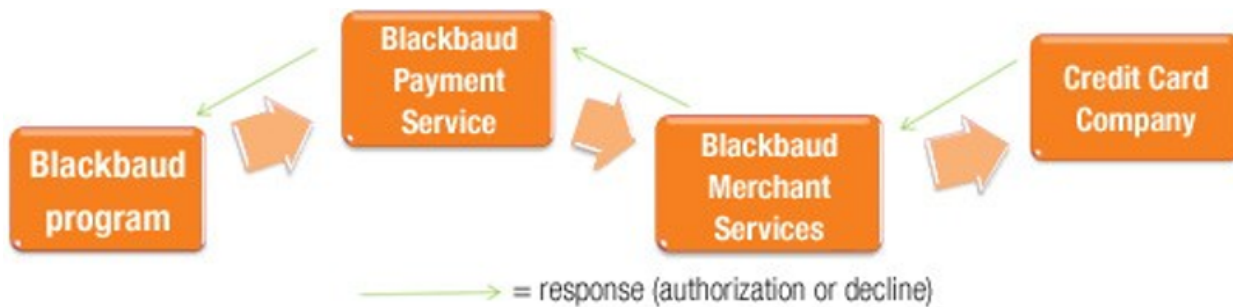 Blackbaud
program
Blackbaud
Payment
Service
Blackbaud
Merchant
Services
Credit Card
Company
= response (authorization or decline)